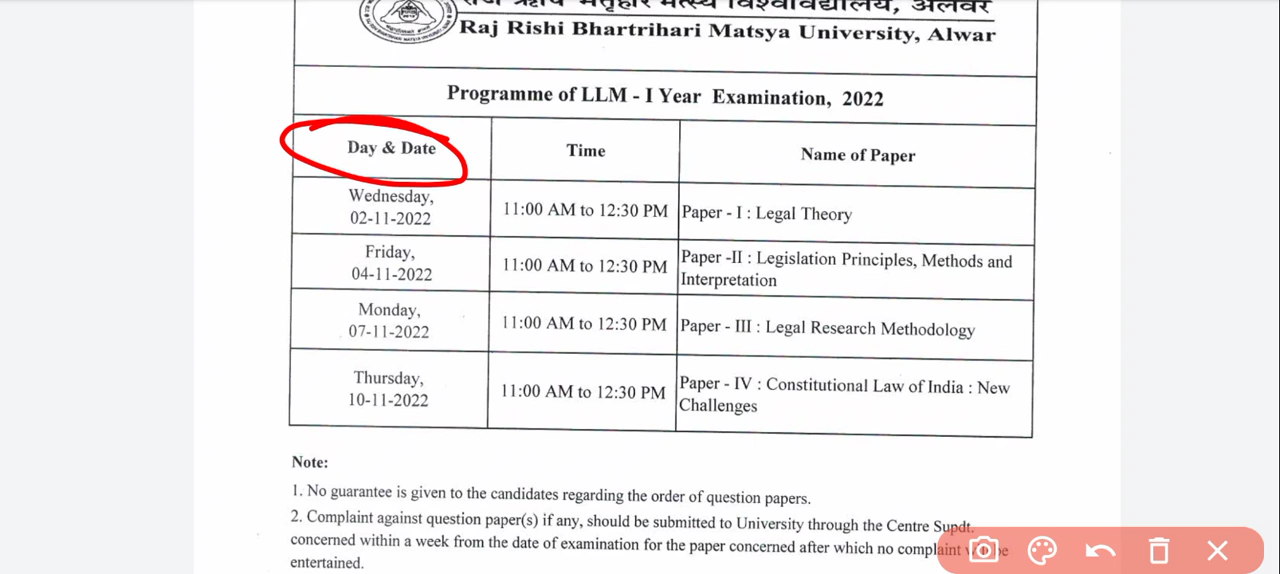 मत्स्य विश्वविद्यालय, अलवर
Raj Rishi Bhartrihari Matsya University, Alwar
Programme of LLM - I Year Examination, 2022
Day & Date
Time
Name of Paper
Wednesday,
02-11-2022
11:00 AM to 12:30 PM
Paper - I : Legal Theory
Friday,
04-11-2022
11:00 AM to 12:30 PM
Paper -II : Legislation Principles, Methods and
Interpretation
Monday,
07-11-2022
11:00 AM to 12:30 PM
Paper - III : Legal Research Methodology
Thursday,
10-11-2022
11:00 AM to 12:30 PM
Paper - IV : Constitutional Law of India : New
Challenges
Note:
1. No guarantee is given to the candidates regarding the order of question papers.
2. Complaint against question paper(s) if any, should be submitted to University through the Centre Supdt.
concerned within a week from the date of examination for the paper concerned after which no complaint be
entertained.